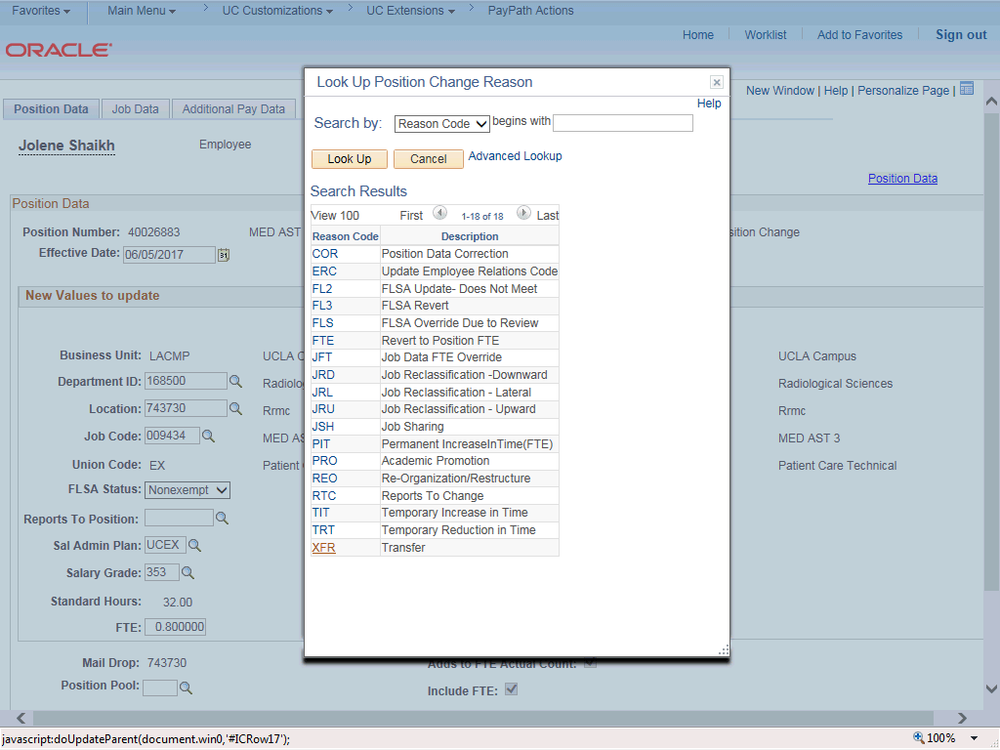 Favorites Main Menu > UC Customizations > UC Extensions > PayPath Actions
Home Worklist Add to Favorites Sign out
ORACLE
New Window | Help | Personalize Page |
Position Data Job Data Additional Pay Data
Jolene Shaikh Employee
Position Data
Position Data
Position Number: 40026883 MED AST sition Change
Effective Date: 06/05/2017 31
New Values to update
Business Unit: LACMP UCLA C UCLA Campus
Department ID: 168500 Radiolo Radiological Sciences
Location: 743730 Rrmc Rrmc
Job Code: 009434 MED AS MED AST 3
Union Code: EX Patient Patient Care Technical
FLSA Status: Nonexempt
Reports To Position:
Sal Admin Plan: UCEX
Salary Grade: 353
Standard Hours: 32.00
FTE: 0.800000
Mail Drop: 743730 Adds to FTE Actual Count:
Position Pool: Include FTE:
Look Up Position Change Reason
Help
Search by: Reason Code begins with
Look Up Cancel Advanced Lookup
Search Results
View 100 First 1-18 of 18 Last
Reason Code Description
COR Position Data Correction
ERC Update Employee Relations Code
FL2 FLSA Update- Does Not Meet
FL3 FLSA Revert
FLS FLSA Override Due to Review
FTE Revert to Position FTE
JFT Job Data FTE Override
JRD Job Reclassification -Downward
JRL Job Reclassification - Lateral
JRU Job Reclassification - Upward
JSH Job Sharing
PIT Permanent IncreaseInTime(FTE)
PRO Academic Promotion
REO Re-Organization/Restructure
RTC Reports To Change
TIT Temporary Increase in Time
TRT Temporary Reduction in Time
XFR Transfer
javascript:doUpdateParent(document.win0,'#ICRow17'); 100%